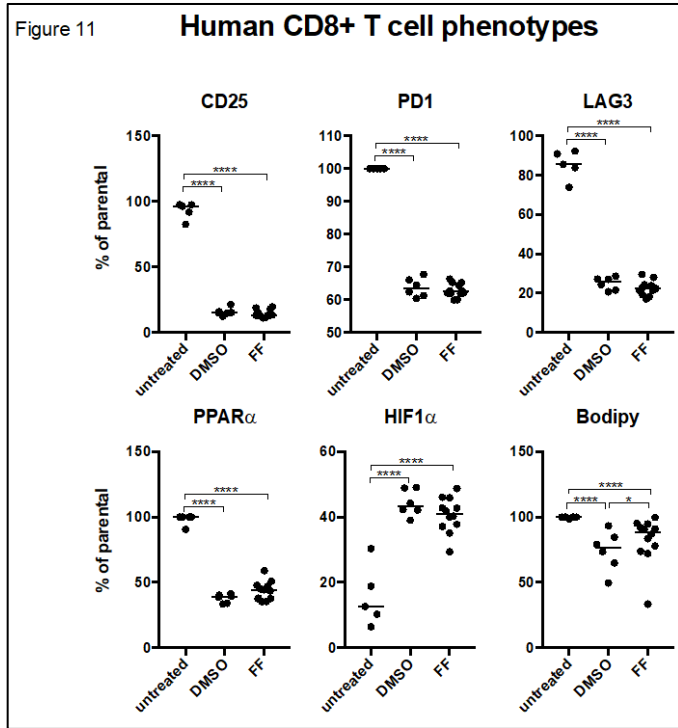 Figure 11
Human CD8+ T cell phenotypes
CD25
PD1
LAG3
% of parental
150
100
50
0
110
100
90
80
70
60
50
100
80
60
40
20
0
****
****
****
****
****
****
untreated
DMSO
FF
untreated
DMSO
FF
untreated
DMSO
FF
PPARα
HIF1α
Bodipy
% of parental
150
100
50
0
60
40
20
0
150
100
50
0
****
****
****
****
****
**** *
untreated
DMSO
FF
untreated
DMSO
FF
untreated
DMSO
FF